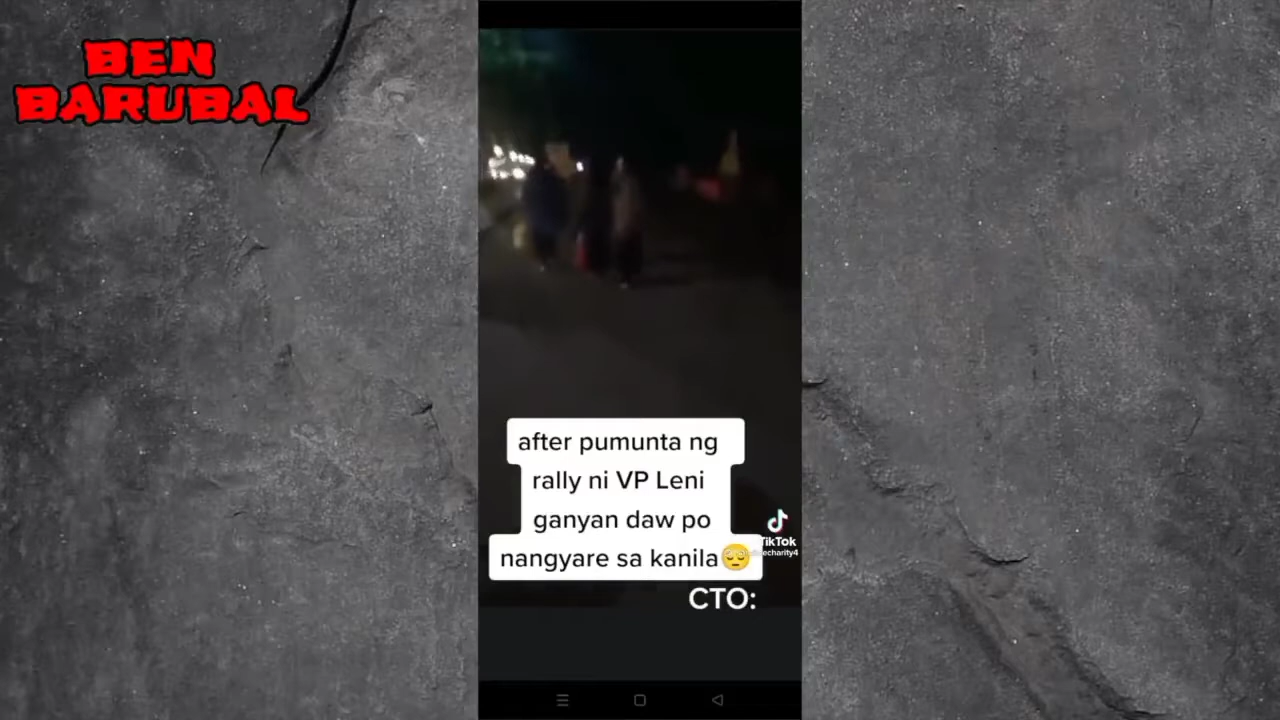 BEN
BARUBAL
after pumunta ng
rally ni VP Leni
ganyan daw po
nangyare sa kanila😔
TikTok
CTO: